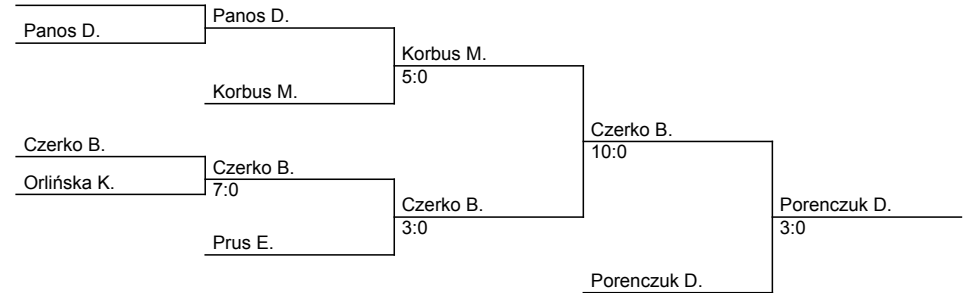 Panos D.
Panos D.
Korbus M.
5:0
Korbus M.
Czerko B.
10:0
Czerko B.
Czerko B.
7:0
Orlińska K.
Czerko B.
3:0
Porenczuk D.
3:0
Prus E.
Porenczuk D.